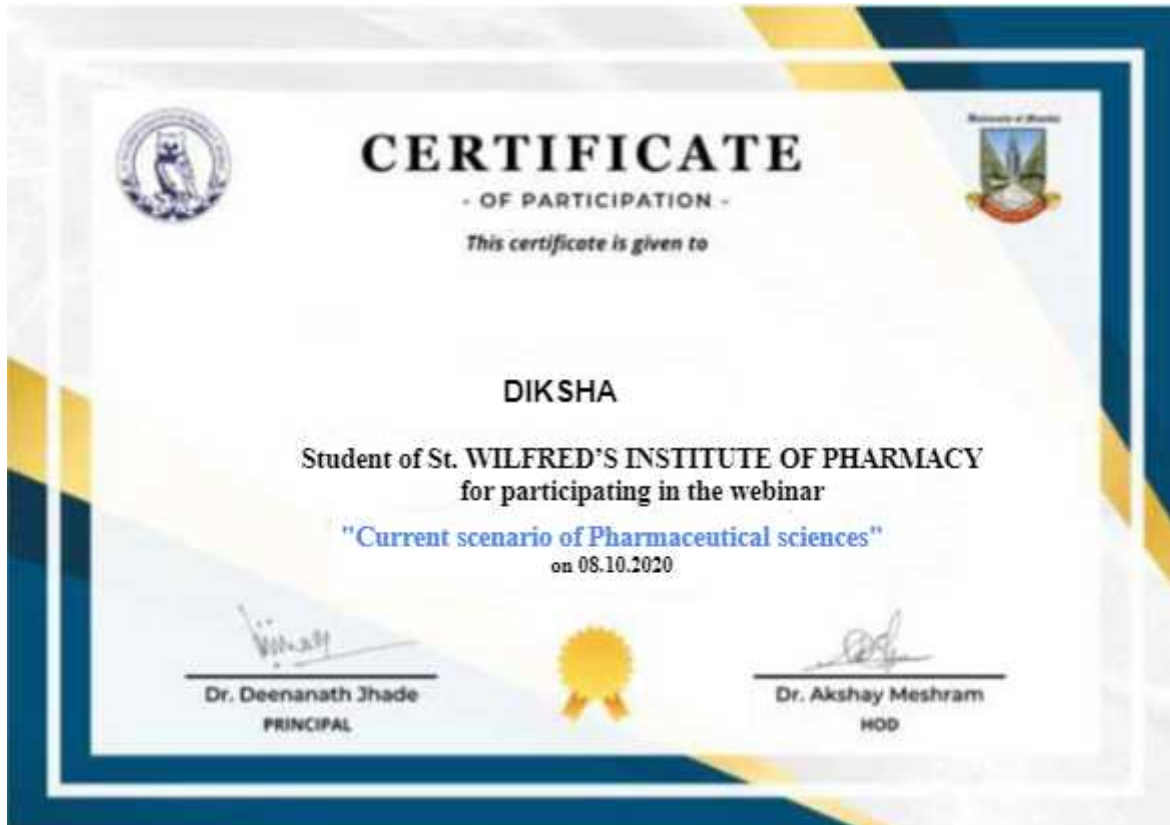 CERTIFICATE
- OF PARTICIPATION -
This certificate is given to
DIKSHA
Student of St. WILFRED'S INSTITUTE OF PHARMACY
for participating in the webinar
"Current scenario of Pharmaceutical sciences"
on 08.10.2020
Dr. Deenanath Jhade
PRINCIPAL
Dr. Akshay Meshram
HOD